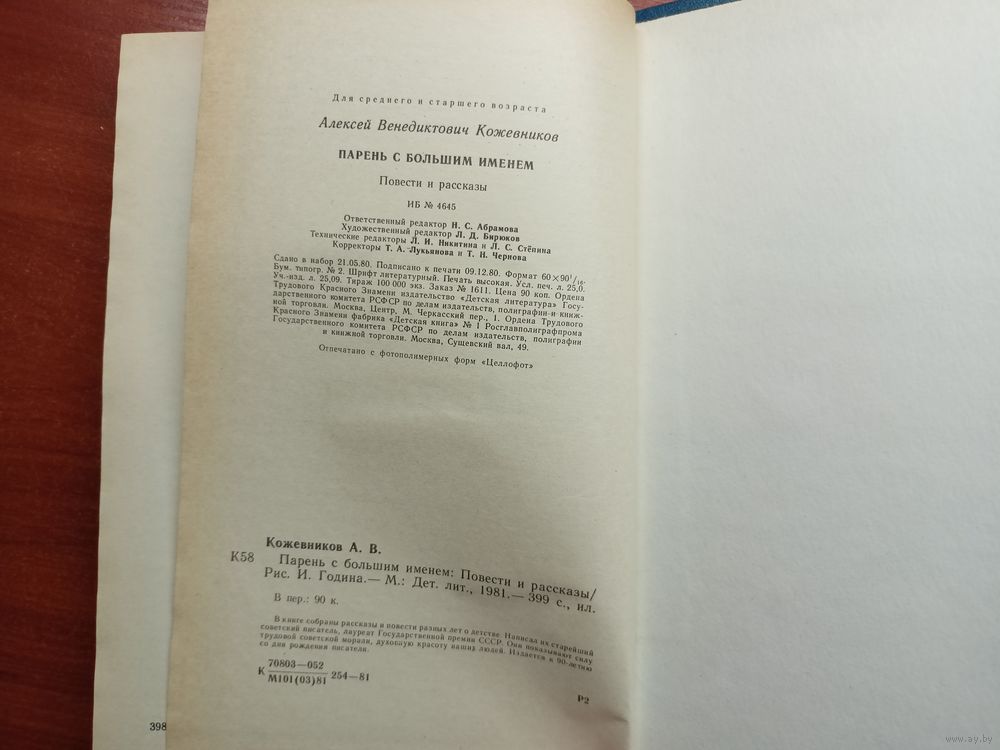 Для среднего и старшего возраста
Алексей Венедиктович Кожевников
ПАРЕНЬ С БОЛЬШИМ ИМЕНЕМ
Повести и рассказы
ИБ № 4645
Ответственный редактор Н. С. Абрамова
Художественный редактор Л. Д. Бирюков
Технические редакторы Л. И. Никитина и Л. С. Стёпина
Корректоры Т. А. Лукьянова и Т. Н. Чернова
Сдано в набор 21.05.80. Подписано к печати 09.12.80. Формат 60×90¹/₁₆.
Бум. типогр. № 2. Шрифт литературный. Печать высокая. Усл. печ. л. 25,0.
Уч.-изд. л. 25,09. Тираж 100 000 экз. Заказ № 1611. Цена 90 коп. Ордена
Трудового Красного Знамени издательство «Детская литература» Госу-
дарственного комитета РСФСР по делам издательств, полиграфии и книж-
ной торговли. Москва, Центр, М. Черкасский пер., 1. Ордена Трудового
Красного Знамени фабрика «Детская книга» № 1 Росглавполиграфпрома
Государственного комитета РСФСР по делам издательств, полиграфии
и книжной торговли. Москва, Сущевский вал, 49.
Отпечатано с фотополимерных форм «Целлофот»
Кожевников А. В.
К58 Парень с большим именем: Повести и рассказы/
Рис. И. Година.— М.: Дет. лит., 1981.— 399 с., ил.
В пер.: 90 к.
В книге собраны рассказы и повести разных лет о детстве. Написал их старейший
советский писатель, лауреат Государственной премии СССР. Они показывают силу
трудовой советской морали, духовную красоту наших людей. Издается к 90-летию
со дня рождения писателя.
70803—052
К 254—81
М101(03)81
Р2
398
www.ay.by